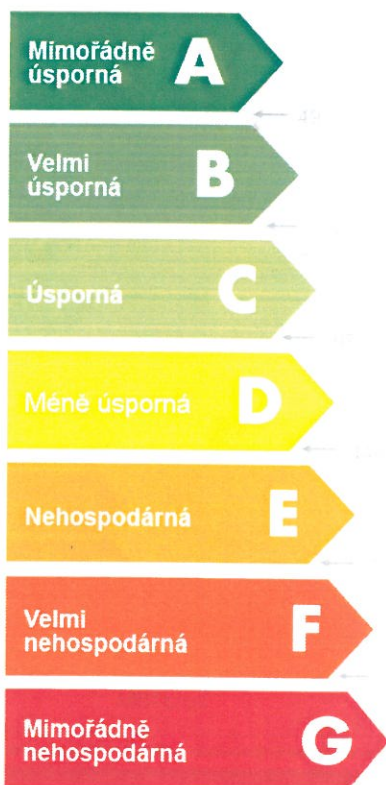 Mimořádně
úsporná
A
Velmi
úsporná
B
Úsporná
C
Méně úsporná
D
Nehospodárná
E
Velmi
nehospodárná
F
Mimořádně
nehospodárná
G